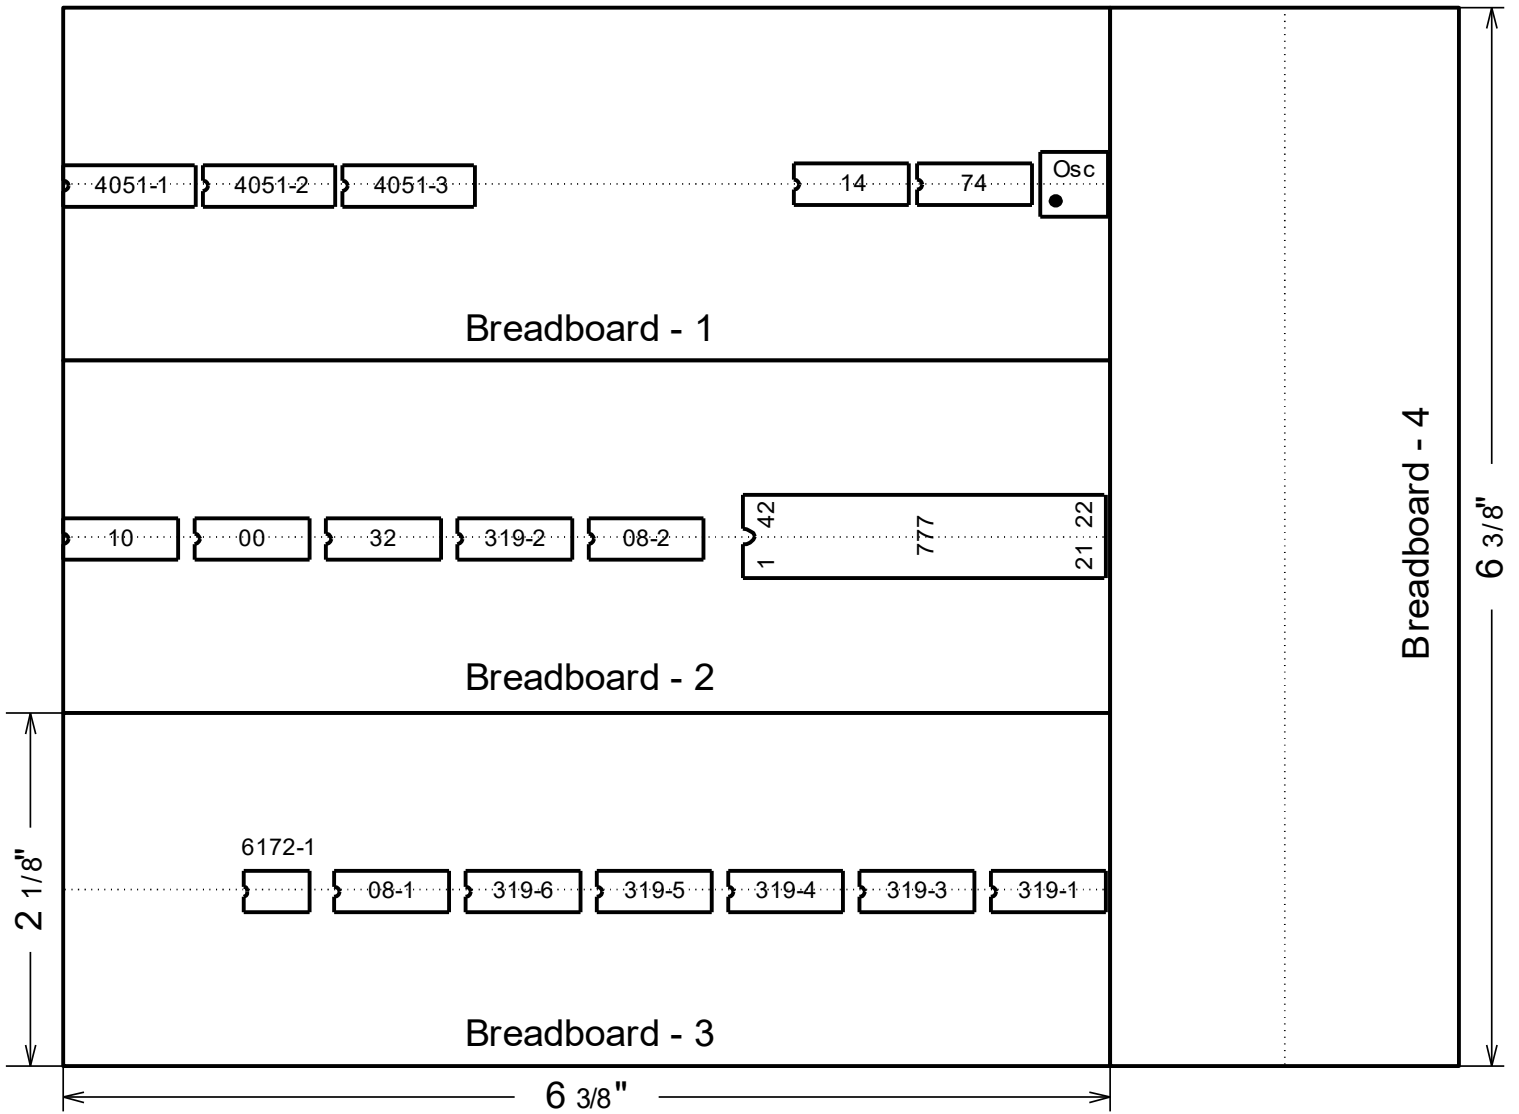 4051-1 4051-2 4051-3 14 74 Osc
Breadboard - 1
10 00 32 319-2 08-2 1 42 777 21 22
Breadboard - 2
6172-1
08-1 319-6 319-5 319-4 319-3 319-1
Breadboard - 3
Breadboard - 4
6 3/8"
2 1/8"
6 3/8"